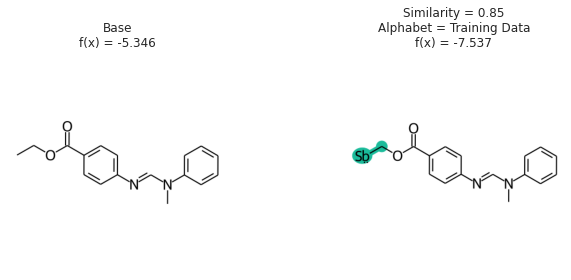 Base
f(x) = -5.346
Similarity = 0.85
Alphabet = Training Data
f(x) = -7.537
O
O
N
N
O
Sb
O
N
N